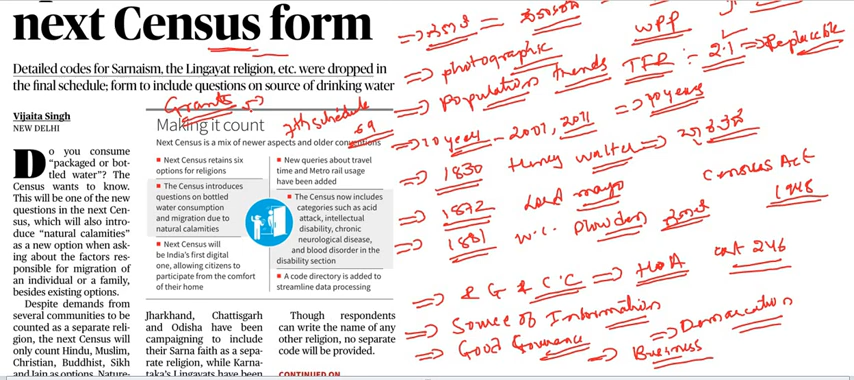 next Census form
Detailed codes for Sarnaism, the Lingayat religion, etc. were dropped in
the final schedule; form to include questions on source of drinking water
Vijaita Singh
NEW DELHI
Do you consume
"packaged or bot-
tled water"? The
Census wants to know.
This will be one of the new
questions in the next Cen-
sus, which will also intro-
duce "natural calamities"
as a new option when ask-
ing about the factors res-
ponsible for migration of
an individual or a family,
besides existing options.
Despite demands from
several communities to be
counted as a separate reli-
gion, the next Census will
only count Hindu, Muslim,
Christian, Buddhist, Sikh
and Jain as options. Nature-
Grants =>
7th schedule
69
Making it count
Next Census is a mix of newer aspects and older conventions
Next Census retains six
options for religions
The Census introduces
questions on bottled
water consumption
and migration due to
natural calamities
Next Census will
be India's first digital
one, allowing citizens to
participate from the comfort
of their home
New queries about travel
time and Metro rail usage
have been added
The Census now includes
categories such as acid
attack, intellectual
disability, chronic
neurological disease,
and blood disorder in the
disability section
A code directory is added to
streamline data processing
Jharkhand, Chattisgarh
and Odisha have been
campaigning to include
their Sarna faith as a sepa-
rate religion, while Karna-
taka's Lingayats have been
Though respondents
can write the name of any
other religion, no separate
code will be provided.
CONTINUED ON
WPP
=> photographic
=> population trends TFR = 2.1 => Replacable
=> 10 years - 2001, 2011 => 10 years
=> 1830 Henry walter =>
=> 1872 Lord mayo Census Act
=> 1881 W.C. plowden 1948
=> RG & CC => HOA art 246
=> Source of Information
=> Good Governance => Demarcation
=> Business